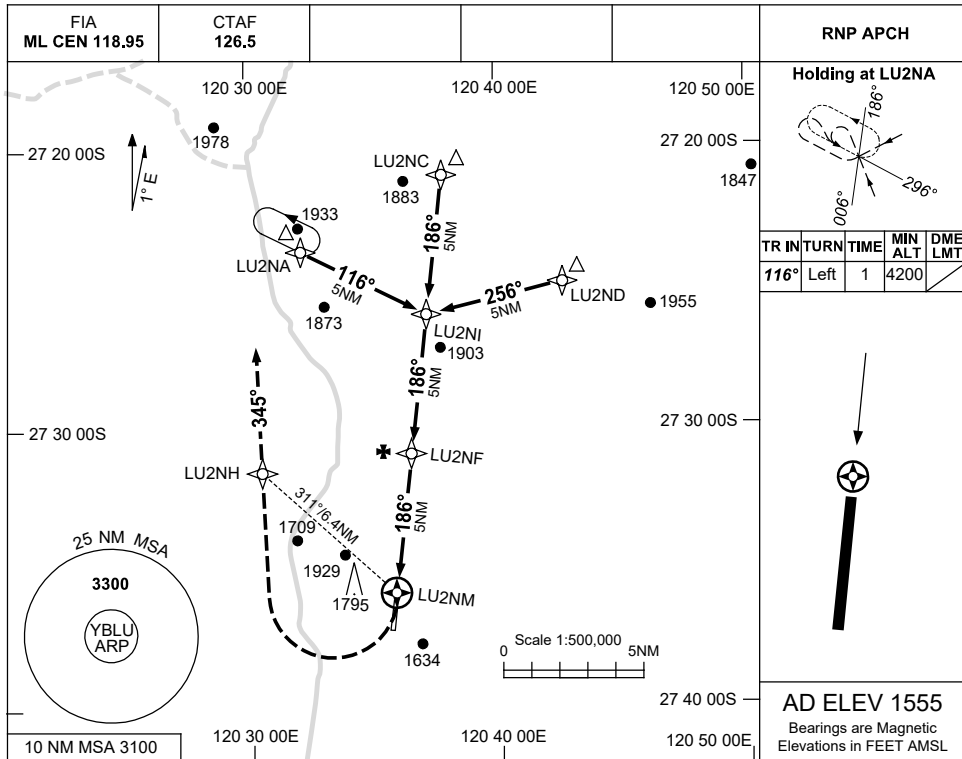 FIA
ML CEN 118.95
CTAF
126.5
RNP APCH
120 30 00E
120 40 00E
120 50 00E
Holding at LU2NA
186°
296°
006°
TR IN TURN TIME MIN ALT DME LMT
116° Left 1 4200
27 20 00S
1978
1° E
LU2NC
1883
1847
1933
LU2NA
186°
5NM
116°
5NM
256°
5NM
LU2ND
1955
1873
LU2NI
1903
186°
5NM
345°
27 30 00S
LU2NF
LU2NH
311°/6.4NM
186°
5NM
1709
1929
1795
LU2NM
1634
25 NM MSA
3300
YBLU
ARP
Scale 1:500,000
0 5NM
27 40 00S
10 NM MSA 3100
120 30 00E
120 40 00E
120 50 00E
AD ELEV 1555
Bearings are Magnetic
Elevations in FEET AMSL